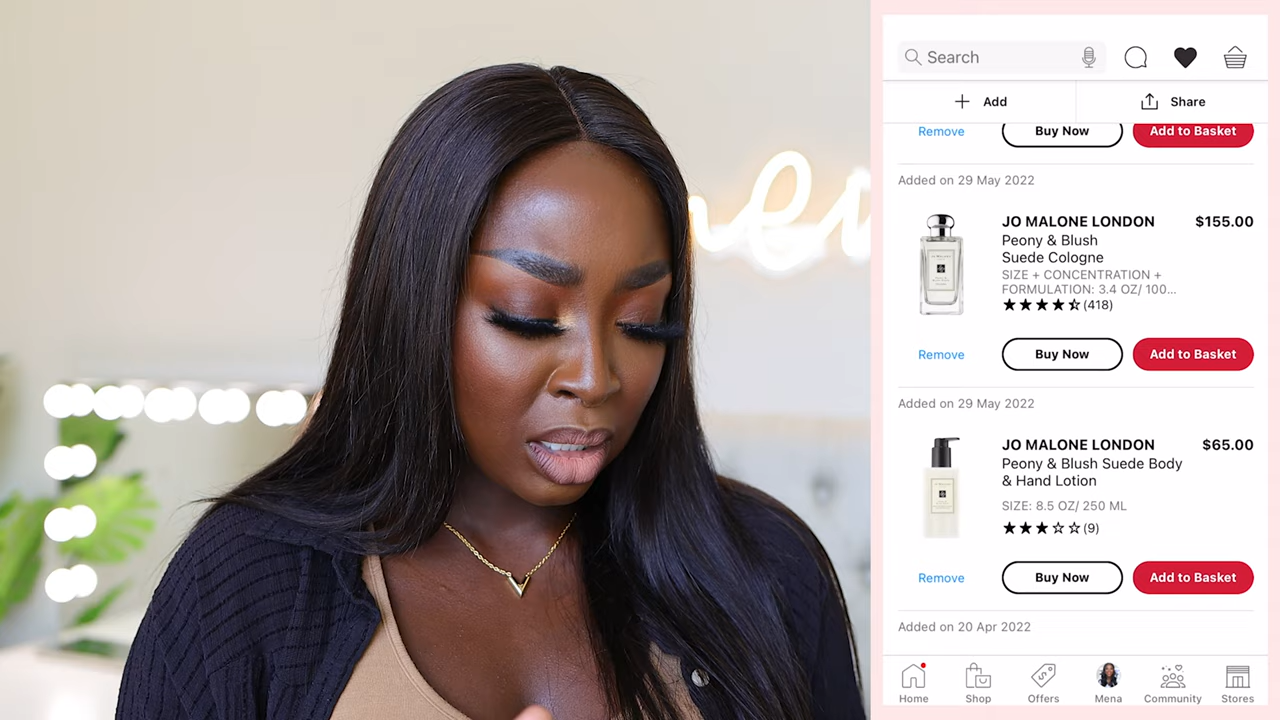 Search
Add
Share
Remove
Buy Now
Add to Basket
Added on 29 May 2022
JO MALONE LONDON
$155.00
Peony & Blush
Suede Cologne
SIZE + CONCENTRATION +
FORMULATION: 3.4 OZ/ 100...
(418)
Remove
Buy Now
Add to Basket
Added on 29 May 2022
JO MALONE LONDON
$65.00
Peony & Blush Suede Body
& Hand Lotion
SIZE: 8.5 OZ/ 250 ML
(9)
Remove
Buy Now
Add to Basket
Added on 20 Apr 2022
Home
Shop
Offers
Mena
Community
Stores